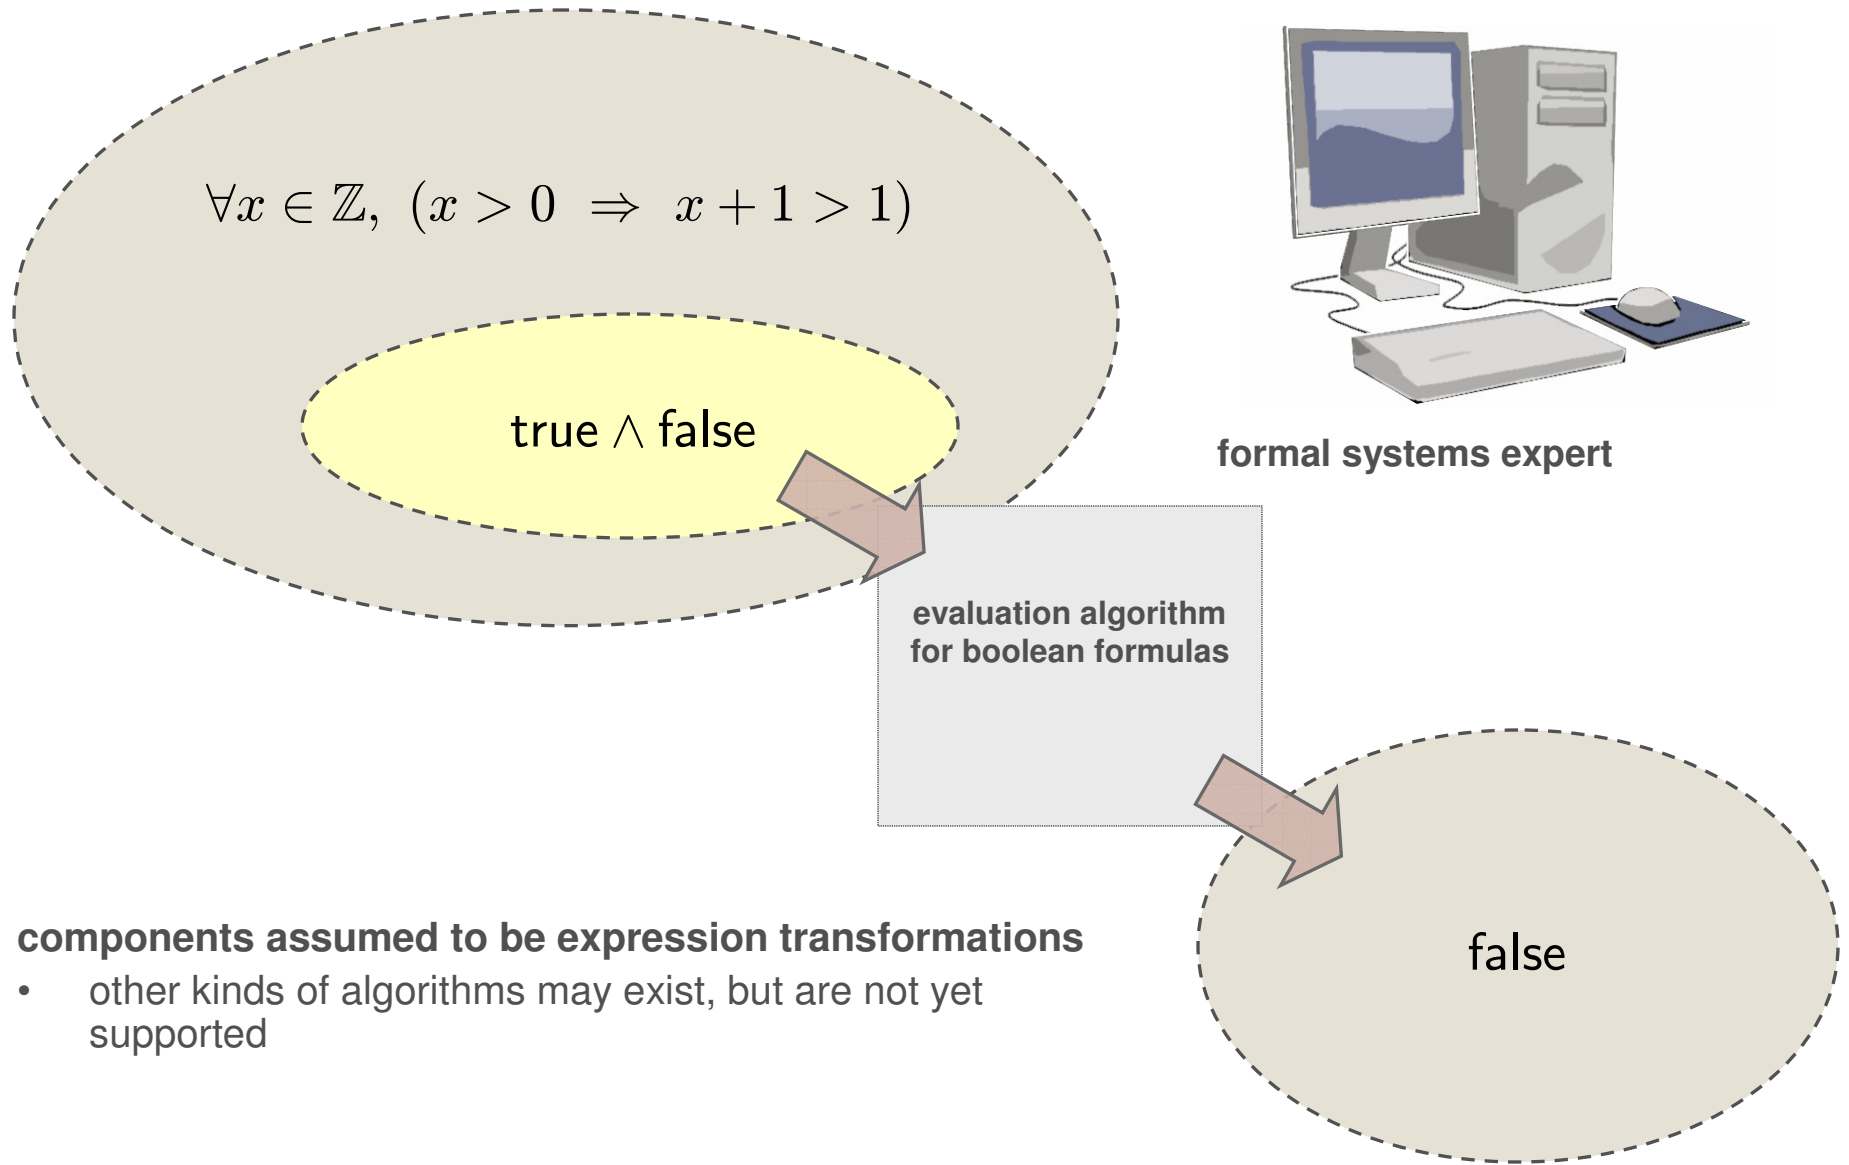 ∀x ∈ ℤ, (x > 0 ⇒ x + 1 > 1)
true ∧ false
formal systems expert
evaluation algorithm
for boolean formulas
components assumed to be expression transformations
• other kinds of algorithms may exist, but are not yet
supported
false